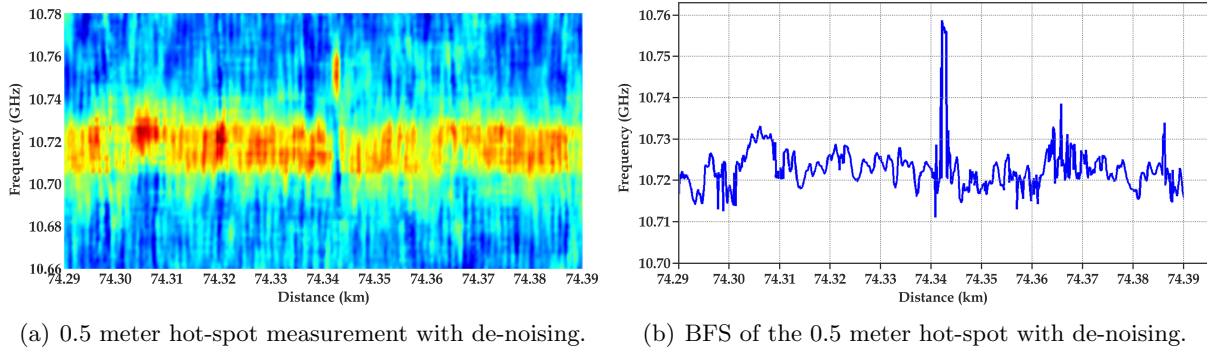 10.78
10.76
10.74
10.72
10.70
10.68
10.66
Frequency (GHz)
74.29 74.30 74.31 74.32 74.33 74.34 74.35 74.36 74.37 74.38 74.39
Distance (km)
(a) 0.5 meter hot-spot measurement with de-noising.
10.76
10.75
10.74
10.73
10.72
10.71
10.70
Frequency (GHz)
74.29 74.30 74.31 74.32 74.33 74.34 74.35 74.36 74.37 74.38 74.39
Distance (km)
(b) BFS of the 0.5 meter hot-spot with de-noising.